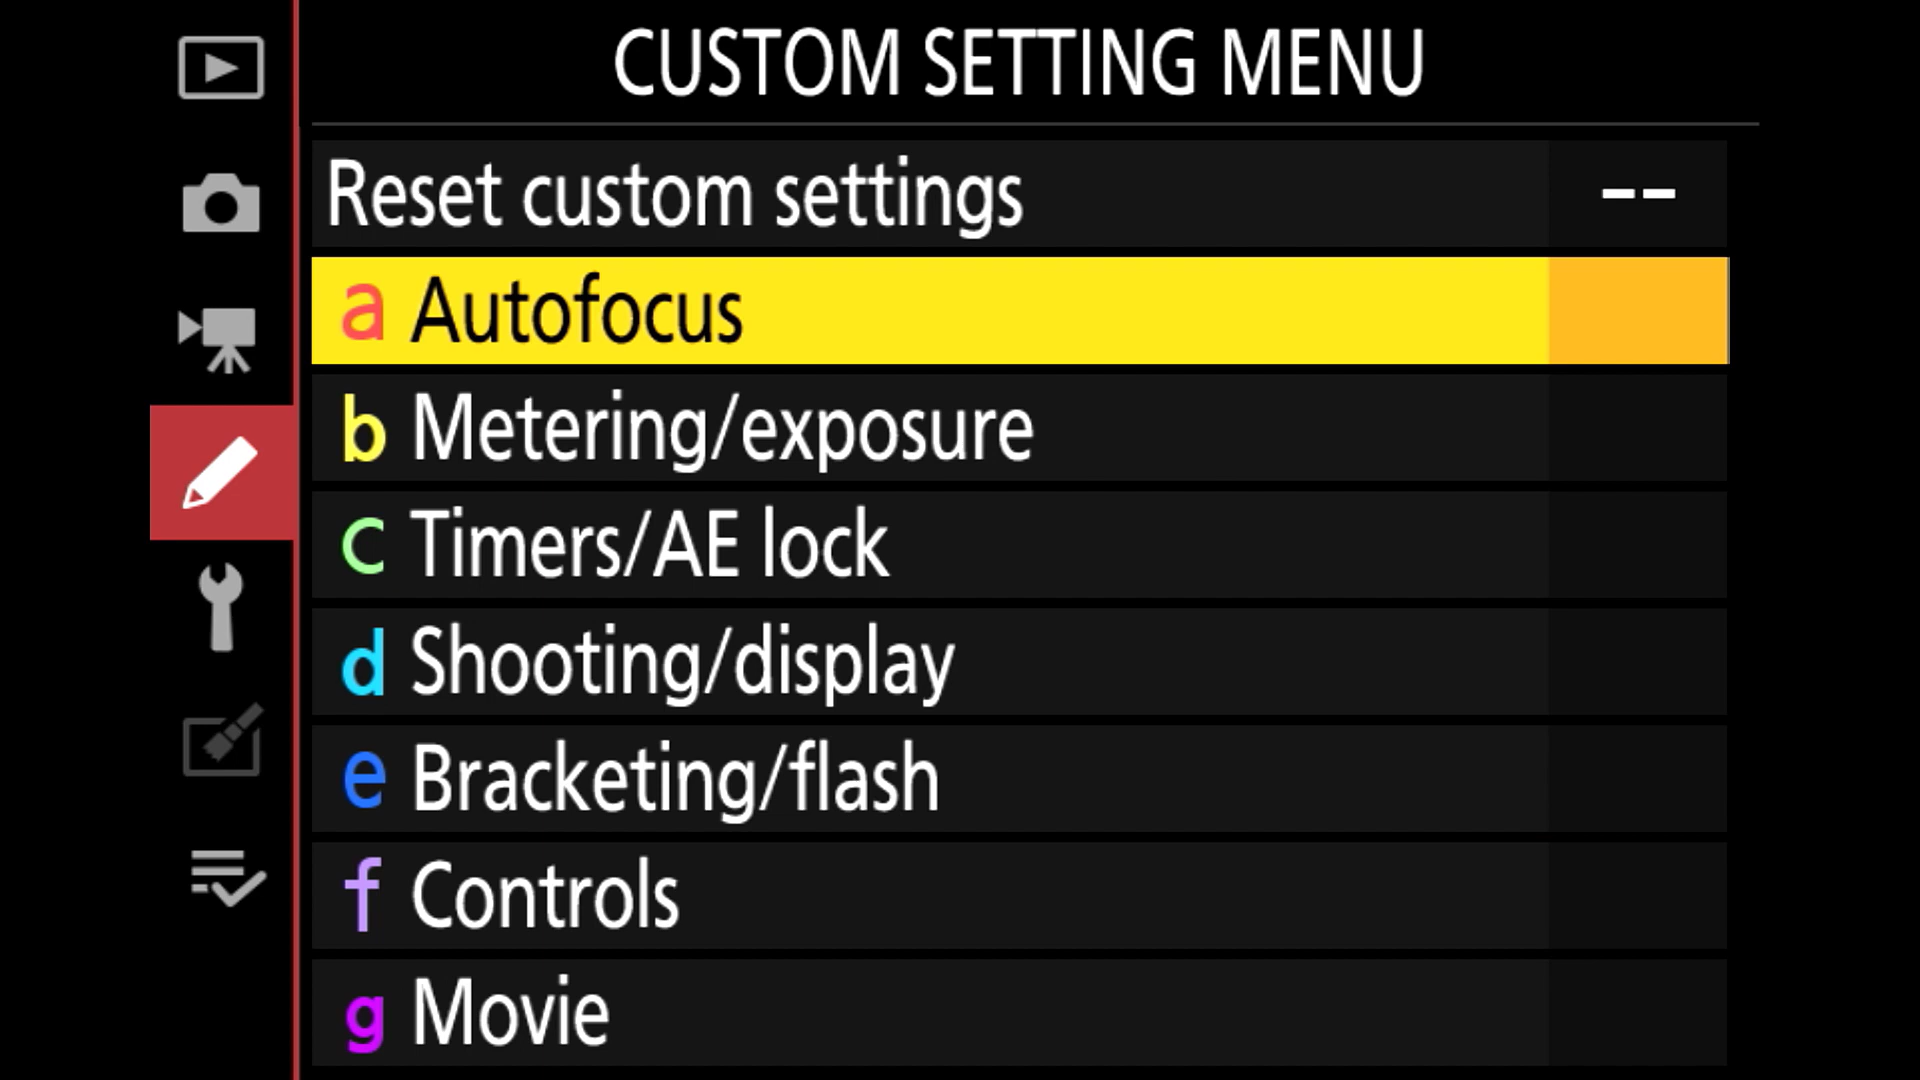 CUSTOM SETTING MENU
Reset custom settings --
a Autofocus
b Metering/exposure
c Timers/AE lock
d Shooting/display
e Bracketing/flash
f Controls
g Movie